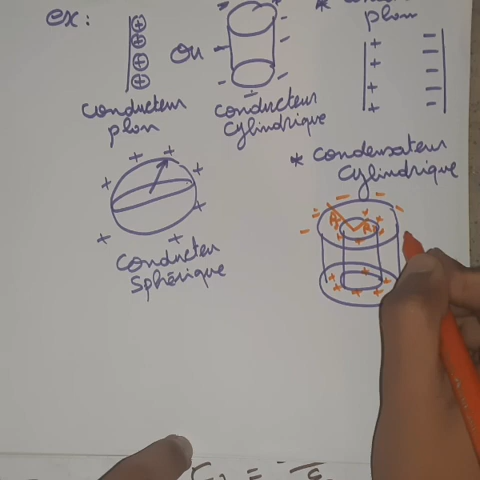 ex:
ou
conducteur
plan
conducteur
cylindrique
plan
* condensateur
cylindrique
conducteur
sphérique